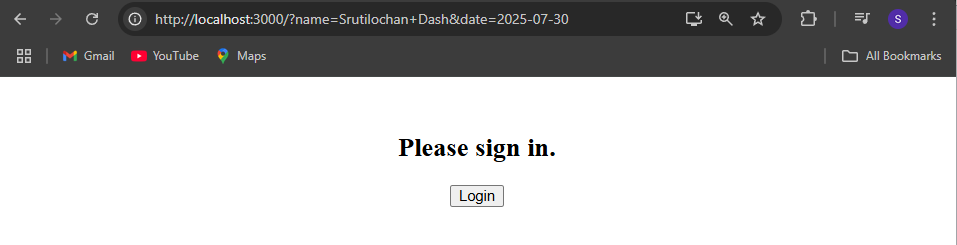 http://localhost:3000/?name=Srutilochan+Dash&date=2025-07-30
S
Gmail YouTube Maps All Bookmarks
Please sign in.
Login